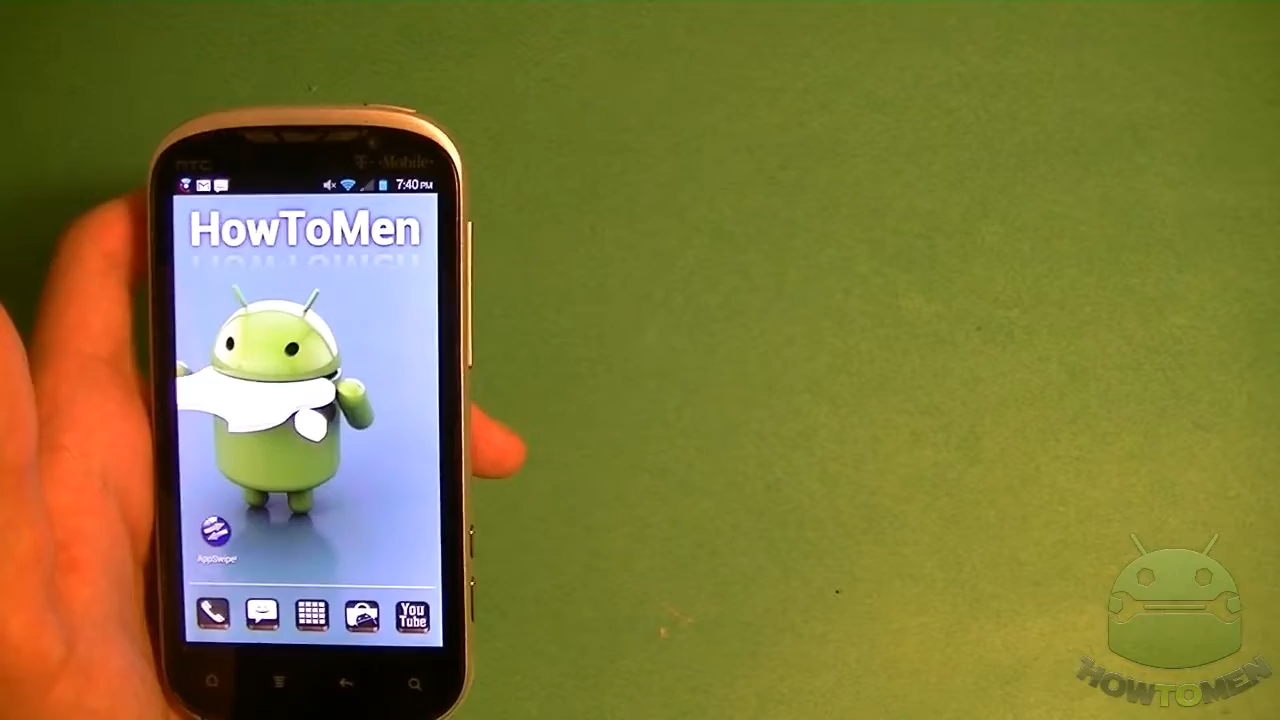 hTC
T··Mobile·
7:40 PM
HowToMen
AppSwipe!
You
Tube
HOWTOMEN